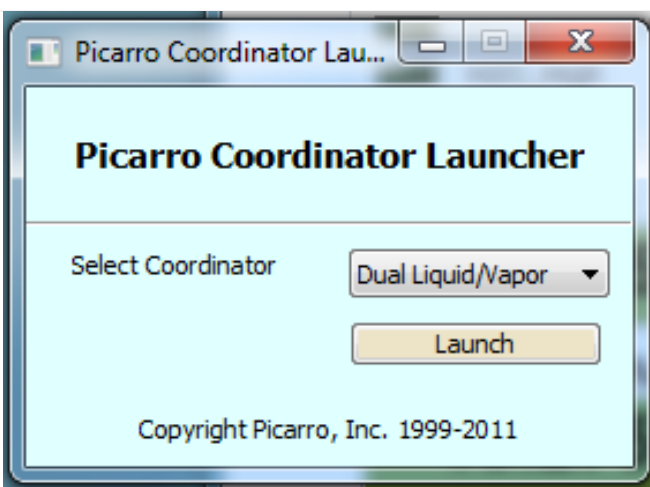 Picarro Coordinator Lau...
Picarro Coordinator Launcher
Select Coordinator
Dual Liquid/Vapor
Launch
Copyright Picarro, Inc. 1999-2011